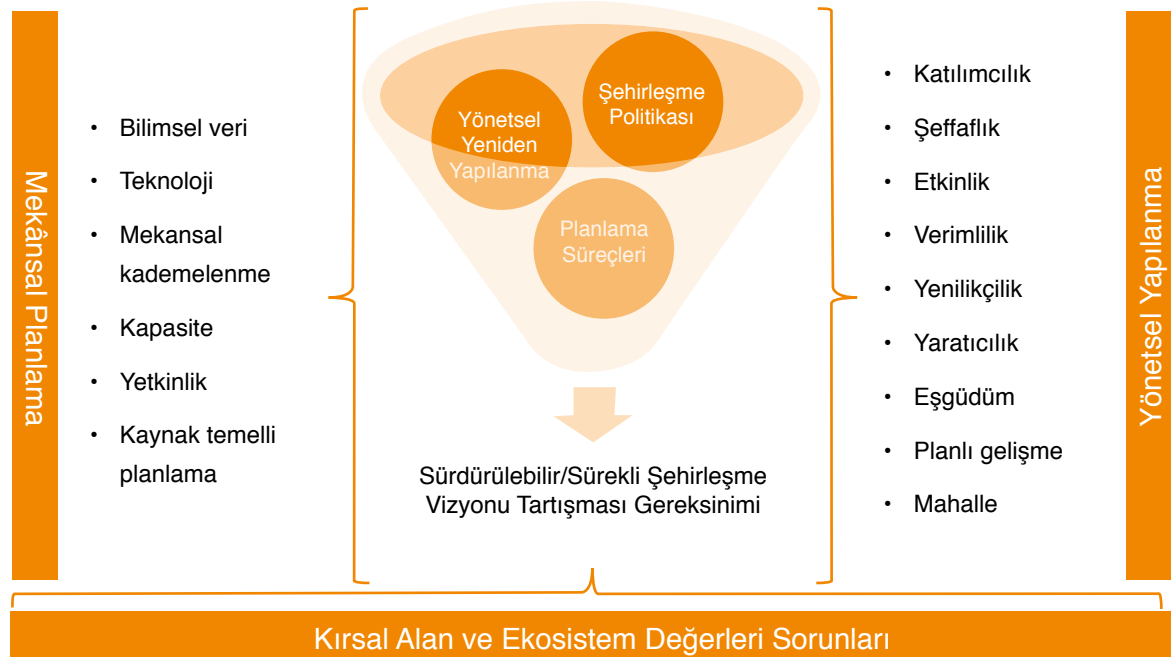 Mekânsal Planlama
• Bilimsel veri
• Teknoloji
• Mekansal
kademelenme
• Kapasite
• Yetkinlik
• Kaynak temelli
planlama
Şehirleşme
Politikası
Yönetsel
Yeniden
Yapılanma
Planlama
Süreçleri
Sürdürülebilir/Sürekli Şehirleşme
Vizyonu Tartışması Gereksinimi
• Katılımcılık
• Şeffaflık
• Etkinlik
• Verimlilik
• Yenilikçilik
• Yaratıcılık
• Eşgüdüm
• Planlı gelişme
• Mahalle
Yönetsel Yapılanma
Kırsal Alan ve Ekosistem Değerleri Sorunları